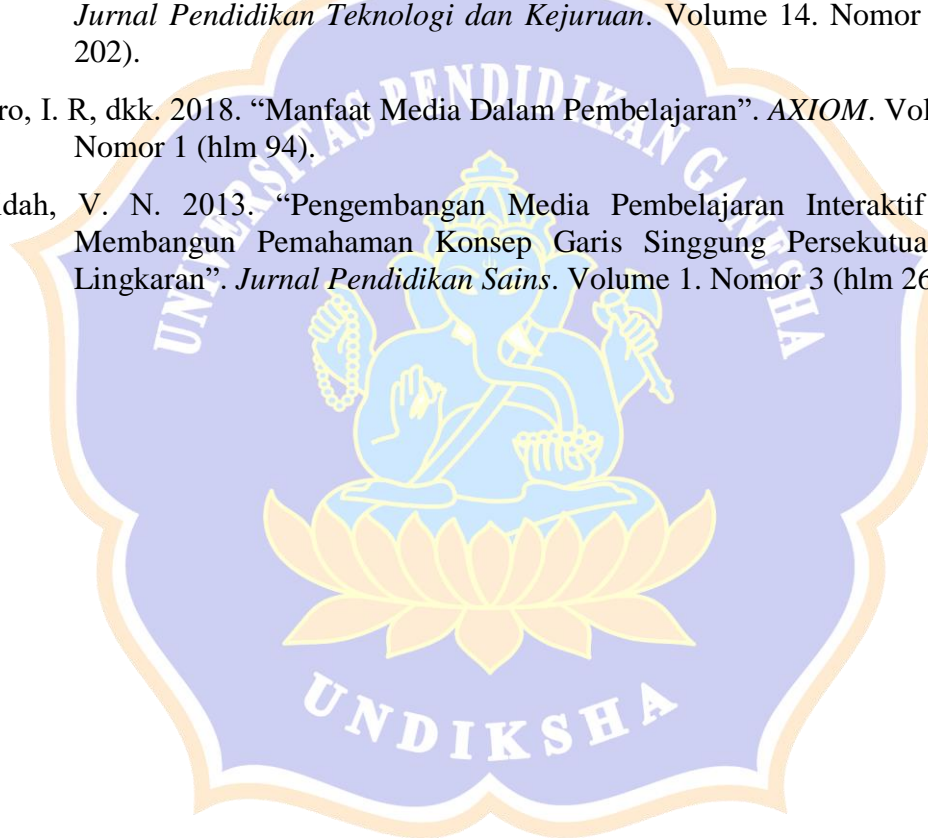 Jurnal Pendidikan Teknologi dan Kejuruan. Volume 14. Nomor
202).
ro, I. R, dkk. 2018. “Manfaat Media Dalam Pembelajaran”. AXIOM. Vol
Nomor 1 (hlm 94).
dah, V. N. 2013. “Pengembangan Media Pembelajaran Interaktif
Membangun Pemahaman Konsep Garis Singgung Persekutua
Lingkaran”. Jurnal Pendidikan Sains. Volume 1. Nomor 3 (hlm 26
UNIVERSITAS PENDIDIKAN GANESHA
UNDIKSHA